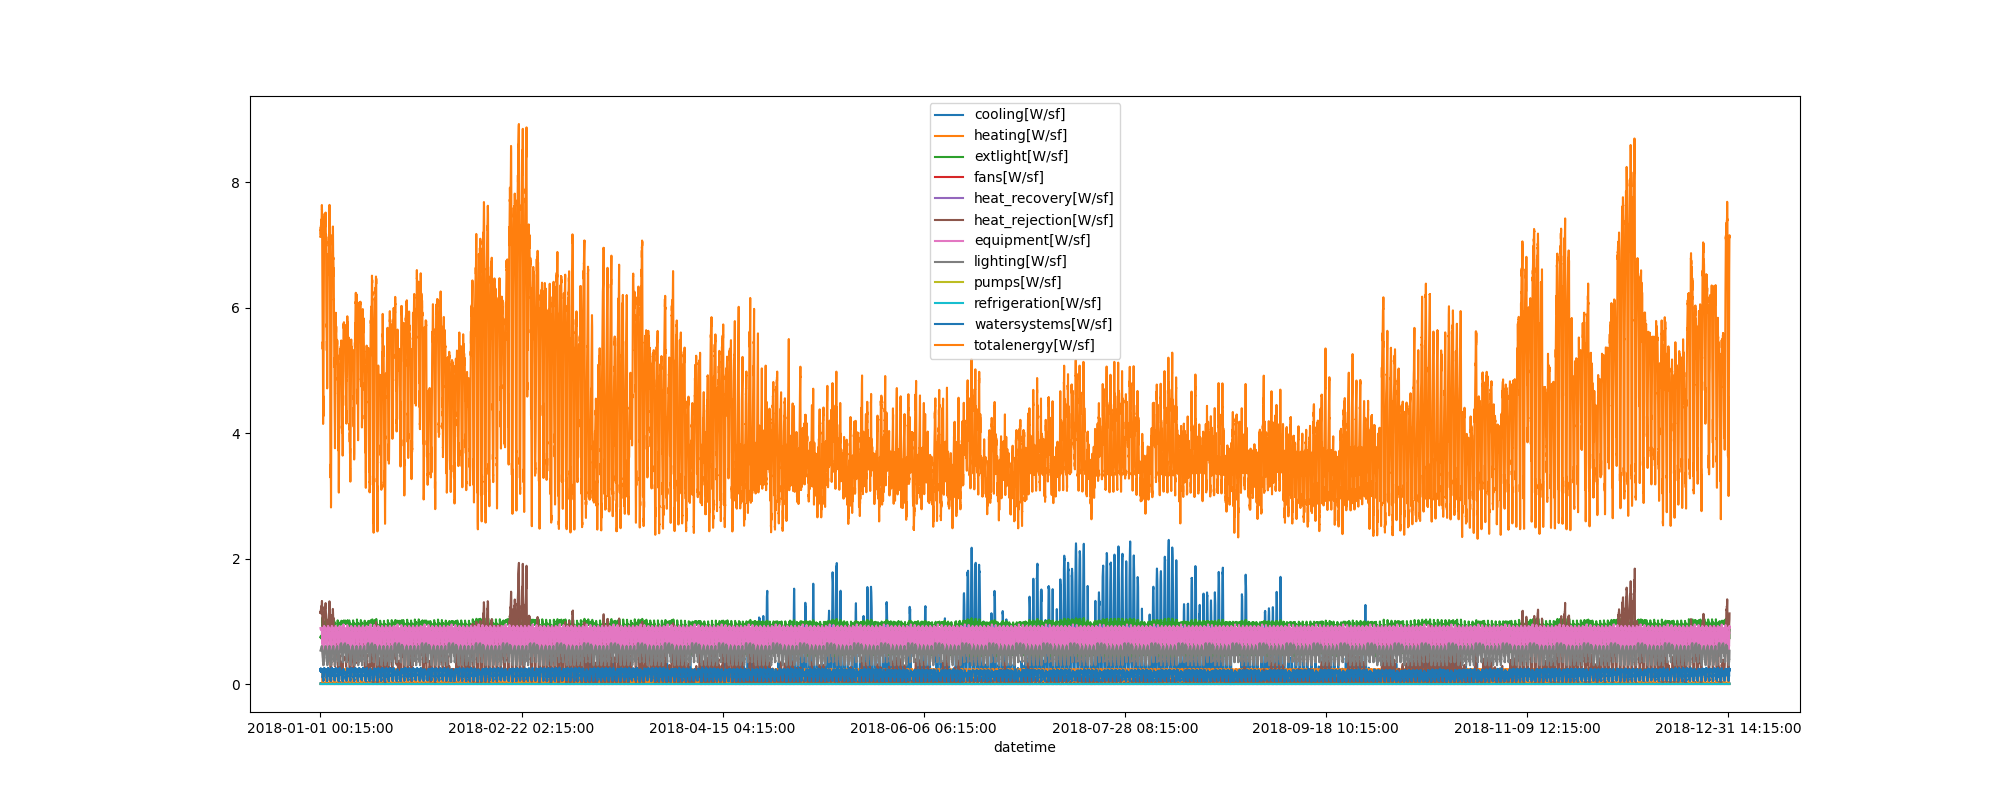 cooling[W/sf]
heating[W/sf]
extlight[W/sf]
fans[W/sf]
heat_recovery[W/sf]
heat_rejection[W/sf]
equipment[W/sf]
lighting[W/sf]
pumps[W/sf]
refrigeration[W/sf]
watersystems[W/sf]
totalenergy[W/sf]
8
6
4
2
0
2018-01-01 00:15:00 2018-02-22 02:15:00 2018-04-15 04:15:00 2018-06-06 06:15:00 2018-07-28 08:15:00 2018-09-18 10:15:00 2018-11-09 12:15:00 2018-12-31 14:15:00
datetime